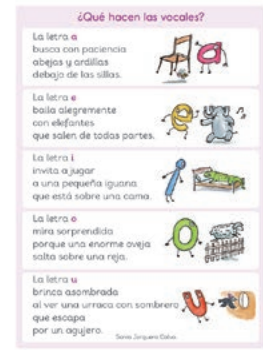 ¿Qué hacen las vocales?
La letra a
busca con paciencia
abejas y ardillas
debajo de las sillas.
La letra e
baila alegremente
con elefantes
que salen de todas partes.
La letra i
invita a jugar
a una pequeña iguana
que está sobre una cama.
La letra o
mira sorprendida
porque una enorme oveja
salta sobre una reja.
La letra u
brinca asombrada
al ver una urraca con sombrero
que escapa
por un agujero.